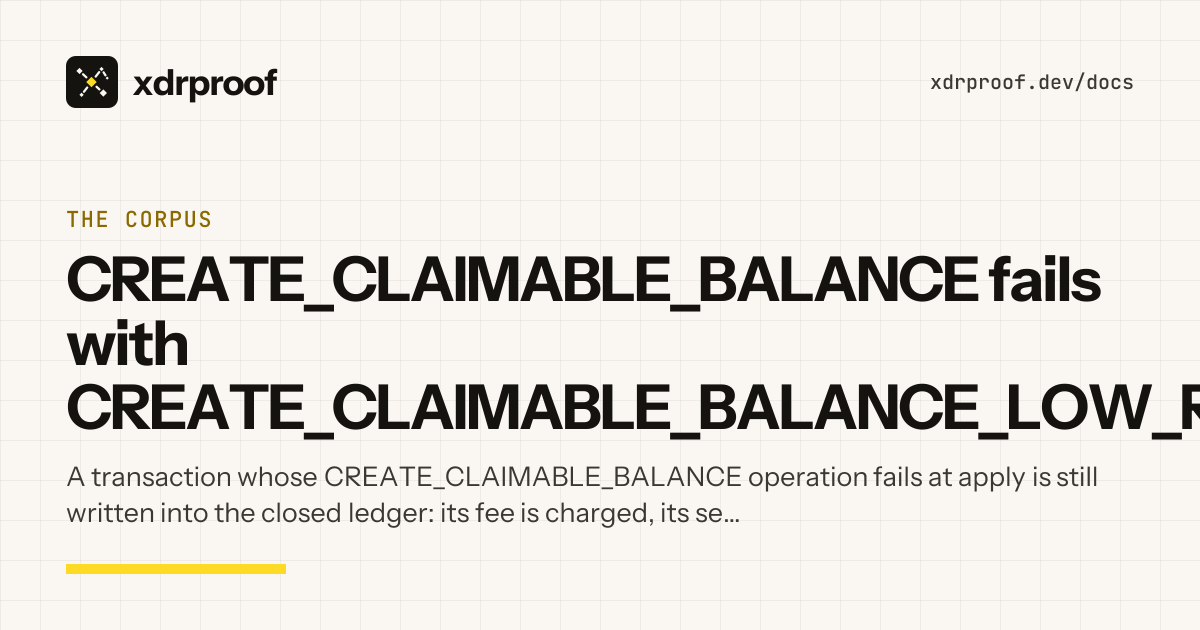 xdrproof
xdrproof.dev/docs
THE CORPUS
CREATE_CLAIMABLE_BALANCE fails
with
CREATE_CLAIMABLE_BALANCE_LOW_R
A transaction whose CREATE_CLAIMABLE_BALANCE operation fails at apply is still
written into the closed ledger: its fee is charged, its se...